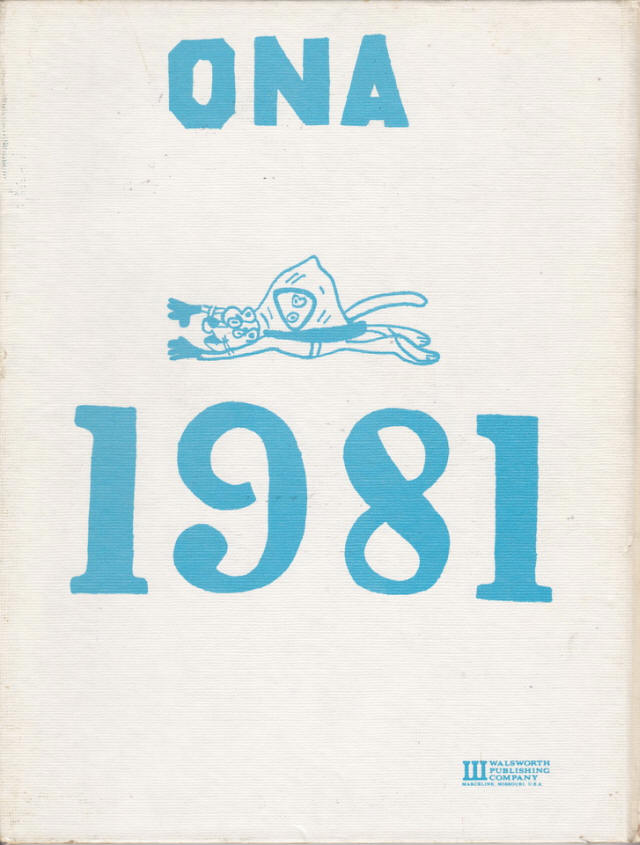 ONA
1981
WALSWORTH
PUBLISHING
COMPANY
MARCELINE, MISSOURI, U.S.A.